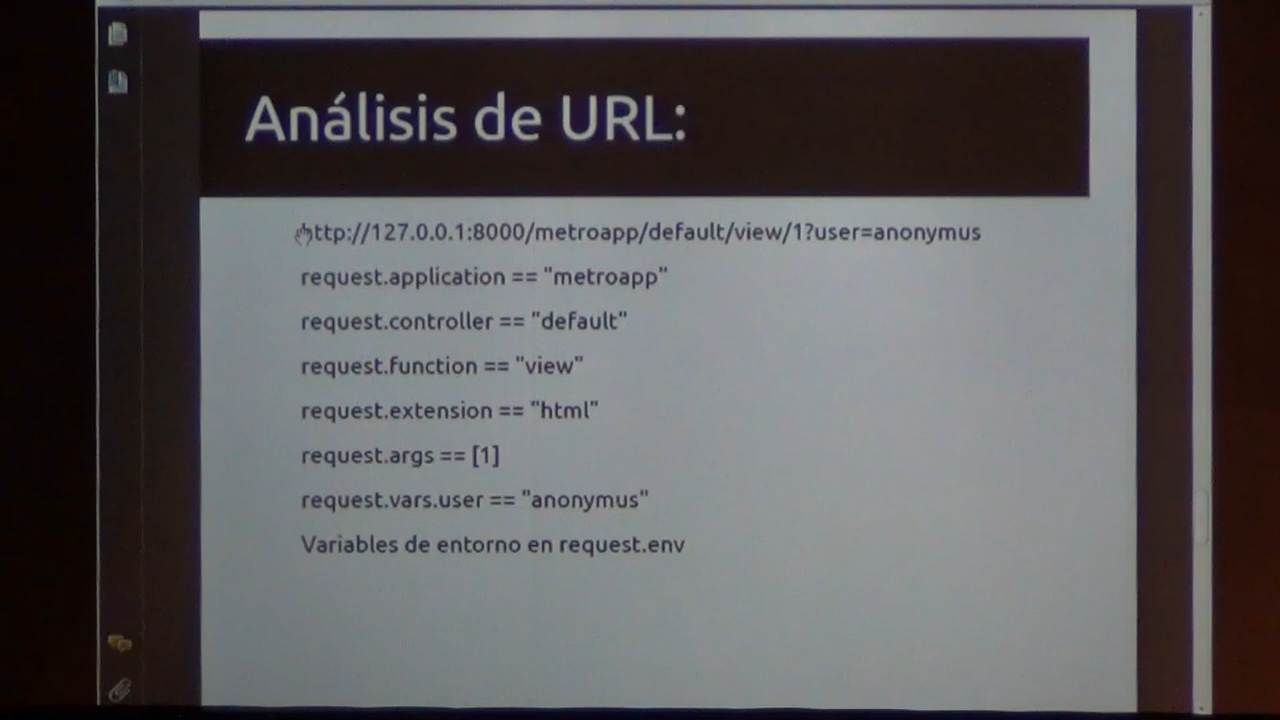 Análisis de URL:
http://127.0.0.1:8000/metroapp/default/view/1?user=anonymus
request.application == "metroapp"
request.controller == "default"
request.function == "view"
request.extension == "html"
request.args == [1]
request.vars.user == "anonymus"
Variables de entorno en request.env